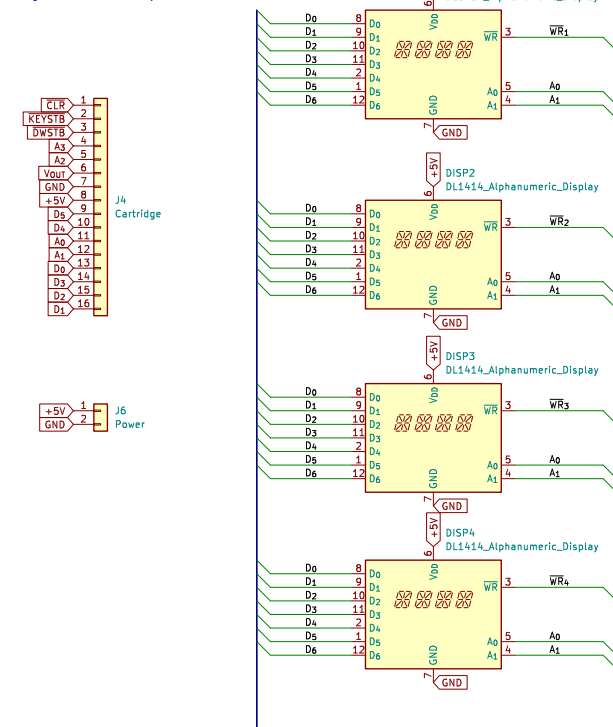 D0 8 D0
D1 9 D1
D2 10 D2
D3 11 D3
D4 2 D4
D5 1 D5
D6 12 D6
6 VDD
WR 3 WR1
A0 5 A0
A1 4 A1
GND
7 GND
CLR 1
KEYSTB 2
DWSTB 3
A3 4
A2 5
VOUT 6
GND 7
+5V 8
D5 9
D4 10
A0 11
A1 12
D0 13
D3 14
D2 15
D1 16
J4
Cartridge
+5V
DISP2
DL1414_Alphanumeric_Display
6 VDD
D0 8 D0
D1 9 D1
D2 10 D2
D3 11 D3
D4 2 D4
D5 1 D5
D6 12 D6
WR 3 WR2
A0 5 A0
A1 4 A1
GND
7 GND
+5V
DISP3
DL1414_Alphanumeric_Display
6 VDD
D0 8 D0
D1 9 D1
D2 10 D2
D3 11 D3
D4 2 D4
D5 1 D5
D6 12 D6
WR 3 WR3
A0 5 A0
A1 4 A1
GND
7 GND
+5V 1
GND 2
J6
Power
+5V
DISP4
DL1414_Alphanumeric_Display
6 VDD
D0 8 D0
D1 9 D1
D2 10 D2
D3 11 D3
D4 2 D4
D5 1 D5
D6 12 D6
WR 3 WR4
A0 5 A0
A1 4 A1
GND
7 GND